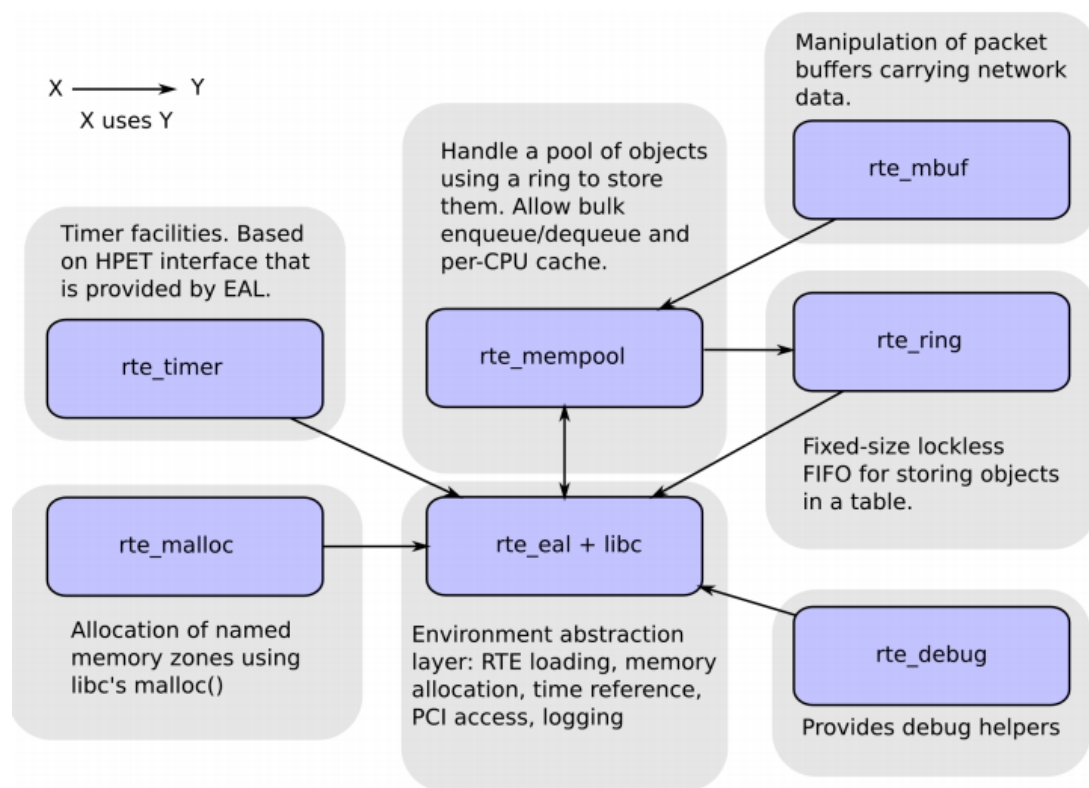 X Y
X uses Y
Manipulation of packet
buffers carrying network
data.
rte_mbuf
Handle a pool of objects
using a ring to store
them. Allow bulk
enqueue/dequeue and
per-CPU cache.
rte_mempool
Timer facilities. Based
on HPET interface that
is provided by EAL.
rte_timer
rte_ring
Fixed-size lockless
FIFO for storing objects
in a table.
rte_malloc
Allocation of named
memory zones using
libc's malloc()
rte_eal + libc
Environment abstraction
layer: RTE loading, memory
allocation, time reference,
PCI access, logging
rte_debug
Provides debug helpers